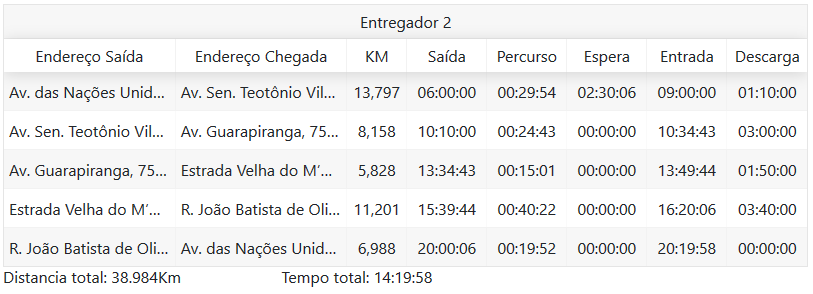 Entregador 2
Endereço Saída Endereço Chegada KM Saída Percurso Espera Entrada Descarga
Av. das Nações Unid... Av. Sen. Teotônio Vil... 13,797 06:00:00 00:29:54 02:30:06 09:00:00 01:10:00
Av. Sen. Teotônio Vil... Av. Guarapiranga, 75... 8,158 10:10:00 00:24:43 00:00:00 10:34:43 03:00:00
Av. Guarapiranga, 75... Estrada Velha do M’... 5,828 13:34:43 00:15:01 00:00:00 13:49:44 01:50:00
Estrada Velha do M’... R. João Batista de Oli... 11,201 15:39:44 00:40:22 00:00:00 16:20:06 03:40:00
R. João Batista de Oli... Av. das Nações Unid... 6,988 20:00:06 00:19:52 00:00:00 20:19:58 00:00:00
Distancia total: 38.984Km Tempo total: 14:19:58